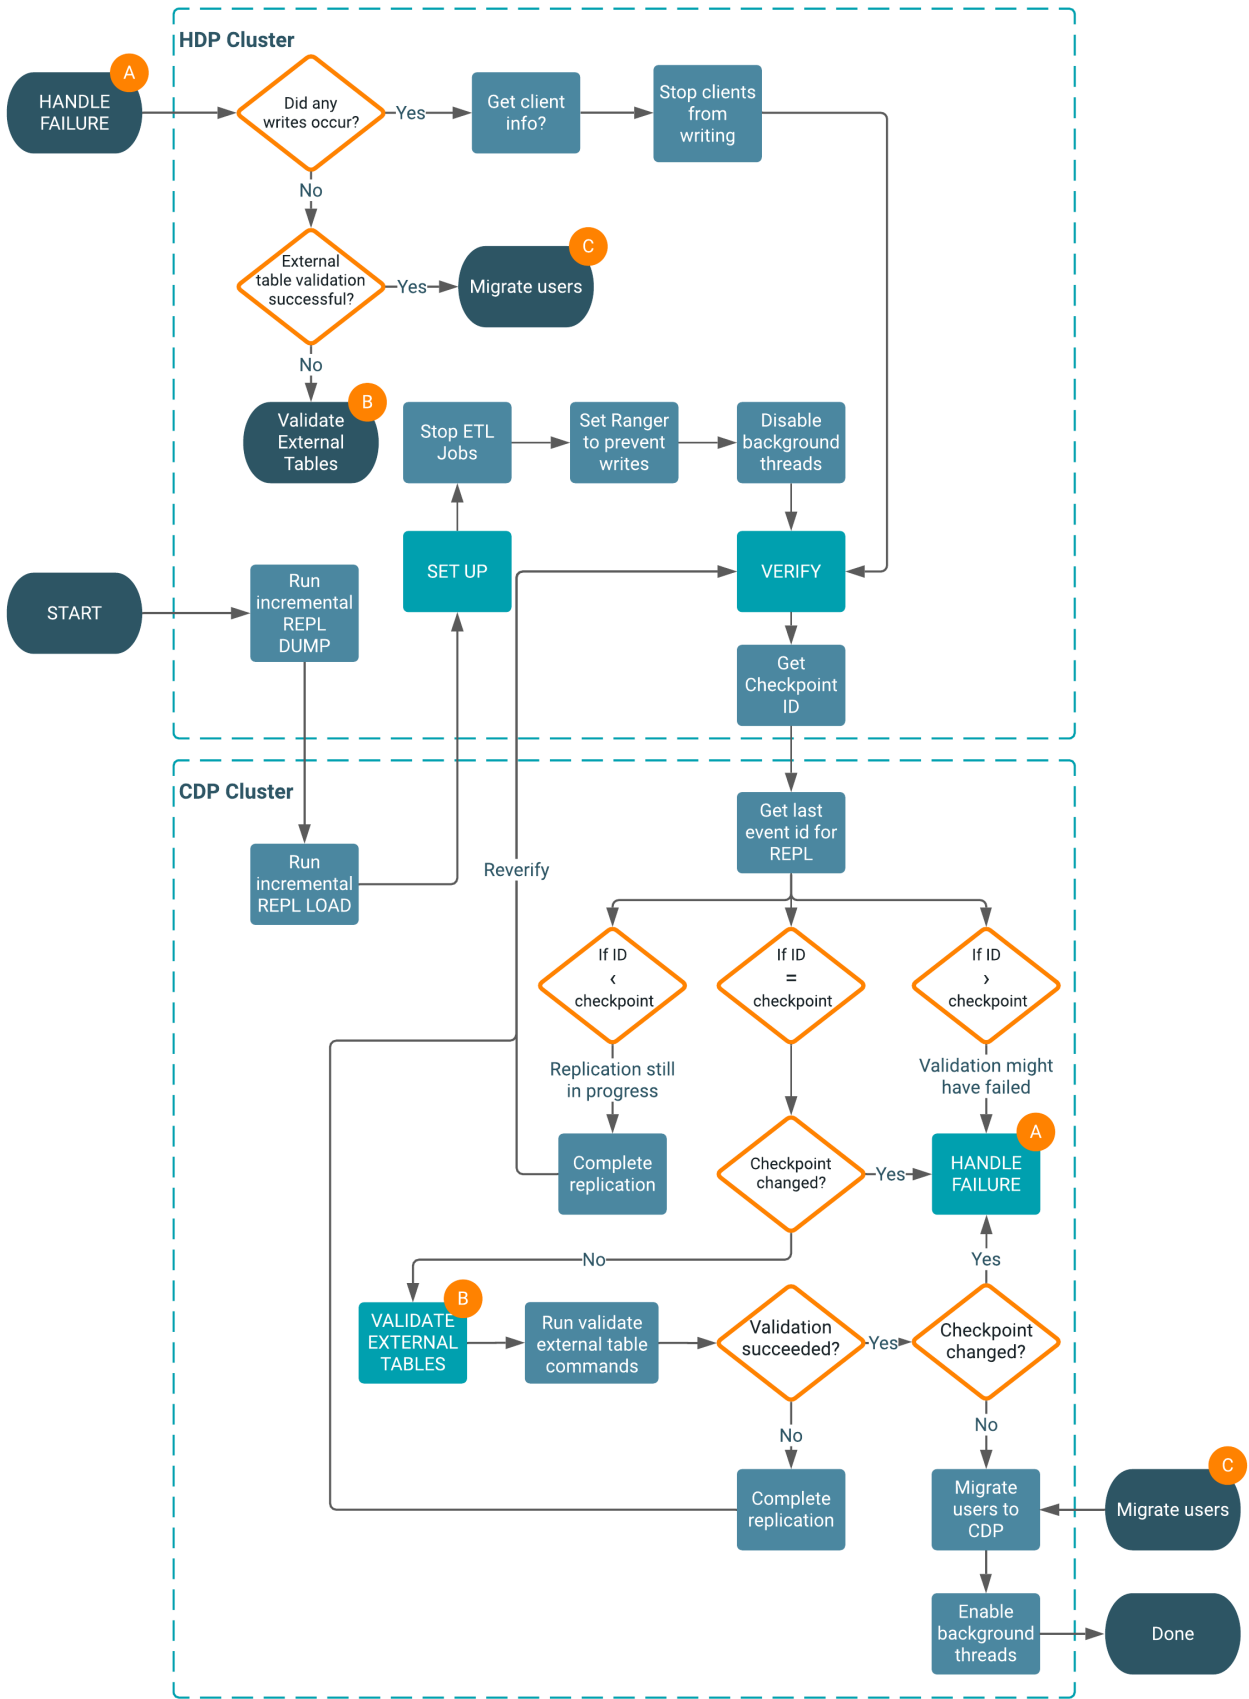 HDP Cluster
A
HANDLE
FAILURE
Did any
writes occur?
Yes
Get client
info?
Stop clients
from
writing
No
External
table validation
successful?
Yes
C
Migrate users
No
B
Validate
External
Tables
Stop ETL
Jobs
Set Ranger
to prevent
writes
Disable
background
threads
SET UP
VERIFY
START
Run
incremental
REPL
DUMP
Get
Checkpoint
ID
CDP Cluster
Get last
event id for
REPL
Run
incremental
REPL LOAD
Reverify
If ID
<
checkpoint
If ID
=
checkpoint
If ID
>
checkpoint
Replication still
in progress
Validation might
have failed
Complete
replication
Checkpoint
changed?
Yes
A
HANDLE
FAILURE
No
Yes
B
VALIDATE
EXTERNAL
TABLES
Run validate
external table
commands
Validation
succeeded?
Yes
Checkpoint
changed?
No
No
Complete
replication
Migrate
users to
CDP
C
Migrate users
Enable
background
threads
Done